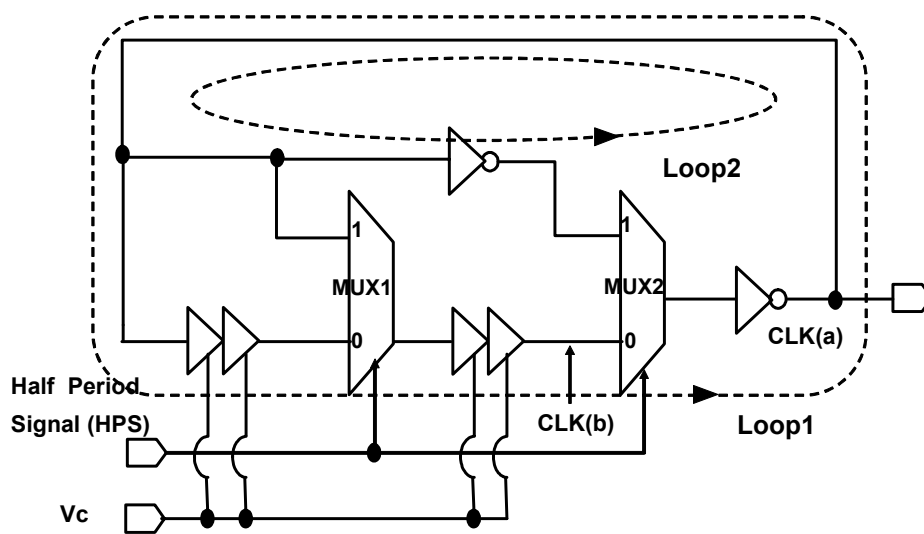 Loop2
1
1
MUX1
MUX2
0
0
CLK(a)
Half Period
Signal (HPS)
CLK(b)
Loop1
Vc